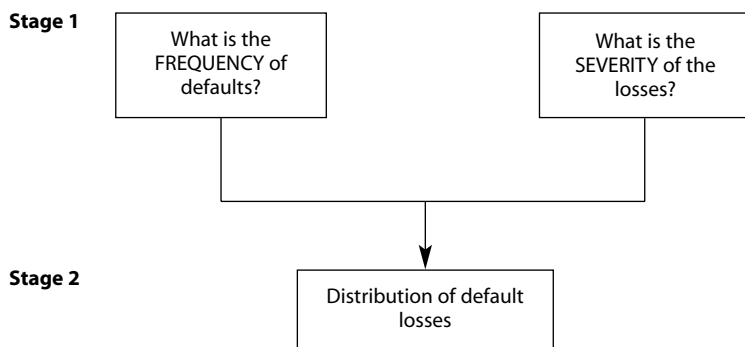 Stage 1
What is the
FREQUENCY of
defaults?
What is the
SEVERITY of the
losses?
Stage 2
Distribution of default
losses